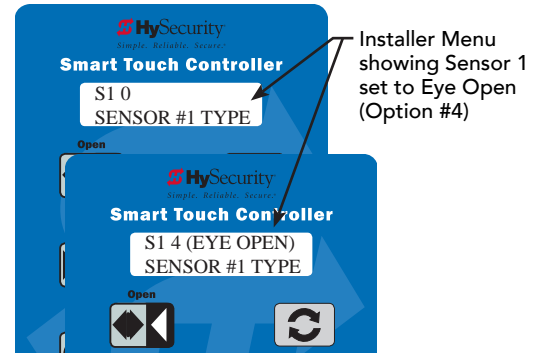 HySecurity
Simple. Reliable. Secure.
Smart Touch Controller
S1 0
SENSOR #1 TYPE
Open
HySecurity
Simple. Reliable. Secure.
Smart Touch Controller
S1 4 (EYE OPEN)
SENSOR #1 TYPE
Open
Installer Menu
showing Sensor 1
set to Eye Open
(Option #4)